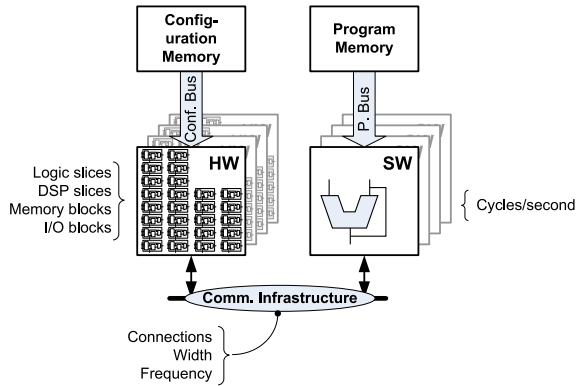 Config-
uration
Memory
Program
Memory
Conf. Bus
P. Bus
HW
SW
Logic slices
DSP slices
Memory blocks
I/O blocks
Cycles/second
Comm. Infrastructure
Connections
Width
Frequency